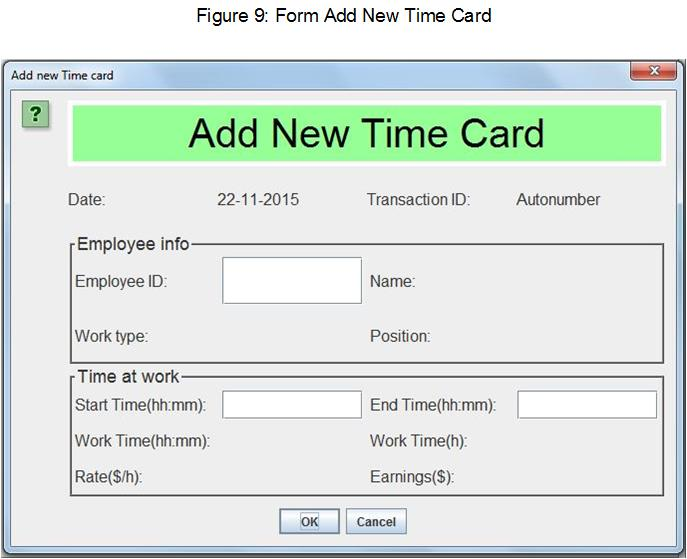 Figure 9: Form Add New Time Card
Add new Time card
?
Add New Time Card
Date: 22-11-2015 Transaction ID: Autonumber
Employee info
Employee ID: Name:
Work type: Position:
Time at work
Start Time(hh:mm): End Time(hh:mm):
Work Time(hh:mm): Work Time(h):
Rate($/h): Earnings($):
OK Cancel